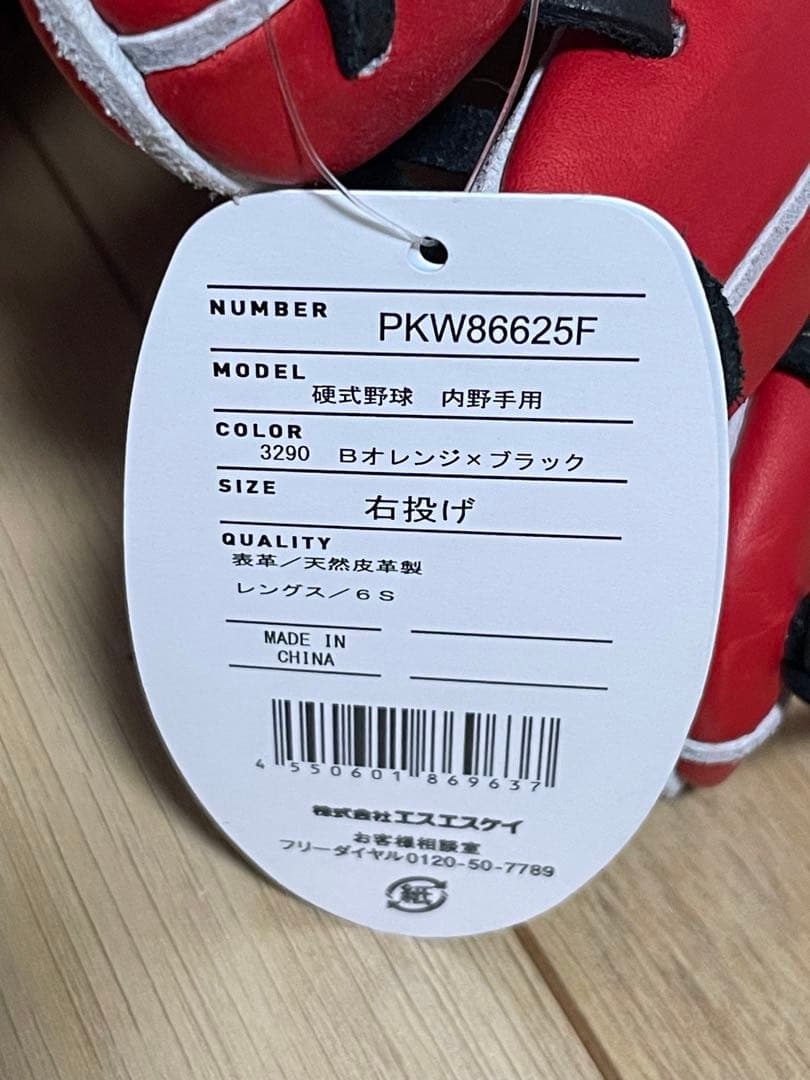 NUMBER PKW86625F
MODEL 硬式野球 内野手用
COLOR 3290 Bオレンジ×ブラック
SIZE 右投げ
QUALITY
表革/天然皮革製
レングス/6S
MADE IN
CHINA
4 550601 869637
株式会社エスエスケイ
お客様相談室
フリーダイヤル0120-50-7789
紙